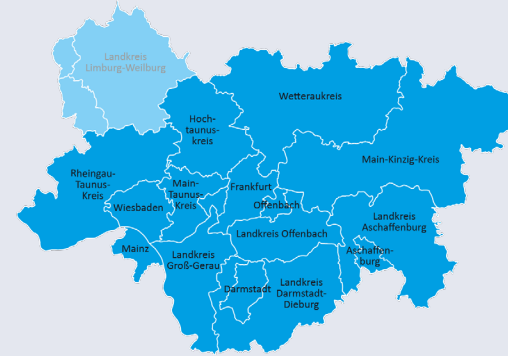 Landkreis
Limburg-Weilburg
Wetteraukreis
Hoch-
taunus-
kreis
Main-Kinzig-Kreis
Rheingau-
Taunus-
Kreis
Main-
Taunus-
Kreis
Frankfurt
Offenbach
Wiesbaden
Landkreis
Aschaffenburg
Landkreis Offenbach
Mainz
Landkreis
Groß-Gerau
Aschaffen-
burg
Darmstadt
Landkreis
Darmstadt-
Dieburg